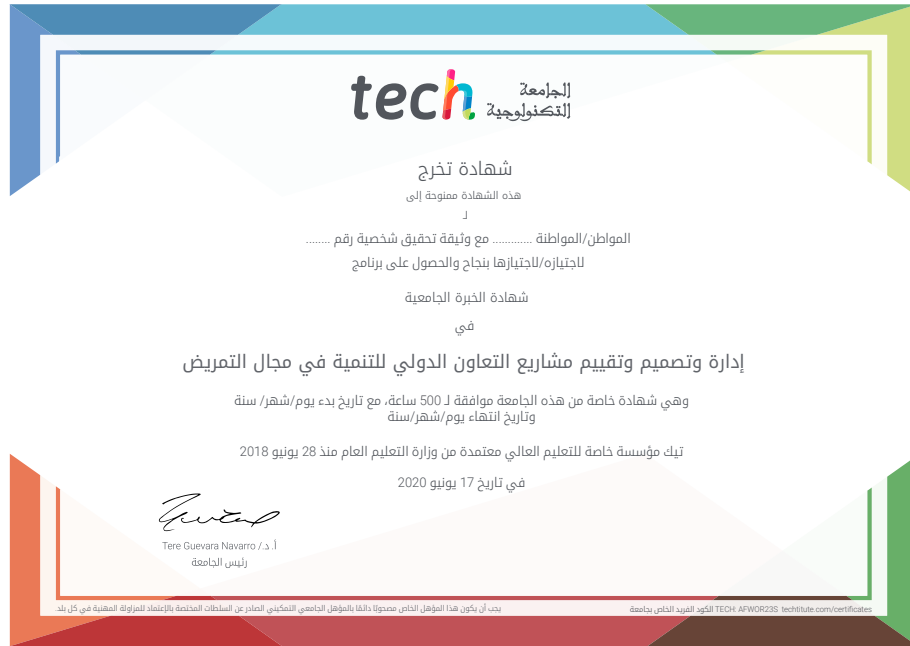 tech الجامعة
التكنولوجية
شهادة تخرج
هذه الشهادة ممنوحة إلى
لـ
المواطن/المواطنة ............. مع وثيقة تحقيق شخصية رقم ........
لاجتيازه/لاجتيازها بنجاح والحصول على برنامج
شهادة الخبرة الجامعية
في
إدارة وتصميم وتقييم مشاريع التعاون الدولي للتنمية في مجال التمريض
وهي شهادة خاصة من هذه الجامعة موافقة لـ 500 ساعة، مع تاريخ بدء يوم/شهر/ سنة
وتاريخ انتهاء يوم/شهر/سنة
تيك مؤسسة خاصة للتعليم العالي معتمدة من وزارة التعليم العام منذ 28 يونيو 2018
في تاريخ 17 يونيو 2020
أ. د./ Tere Guevara Navarro
رئيس الجامعة
يجب أن يكون هذا المؤهل الخاص مصحوبًا دائمًا بالمؤهل الجامعي التمكيني الصادر عن السلطات المختصة بالإعتماد للمزاولة المهنية في كل بلد.
الكود الفريد الخاص بجامعة TECH: AFWOR23S techtitute.com/certificates